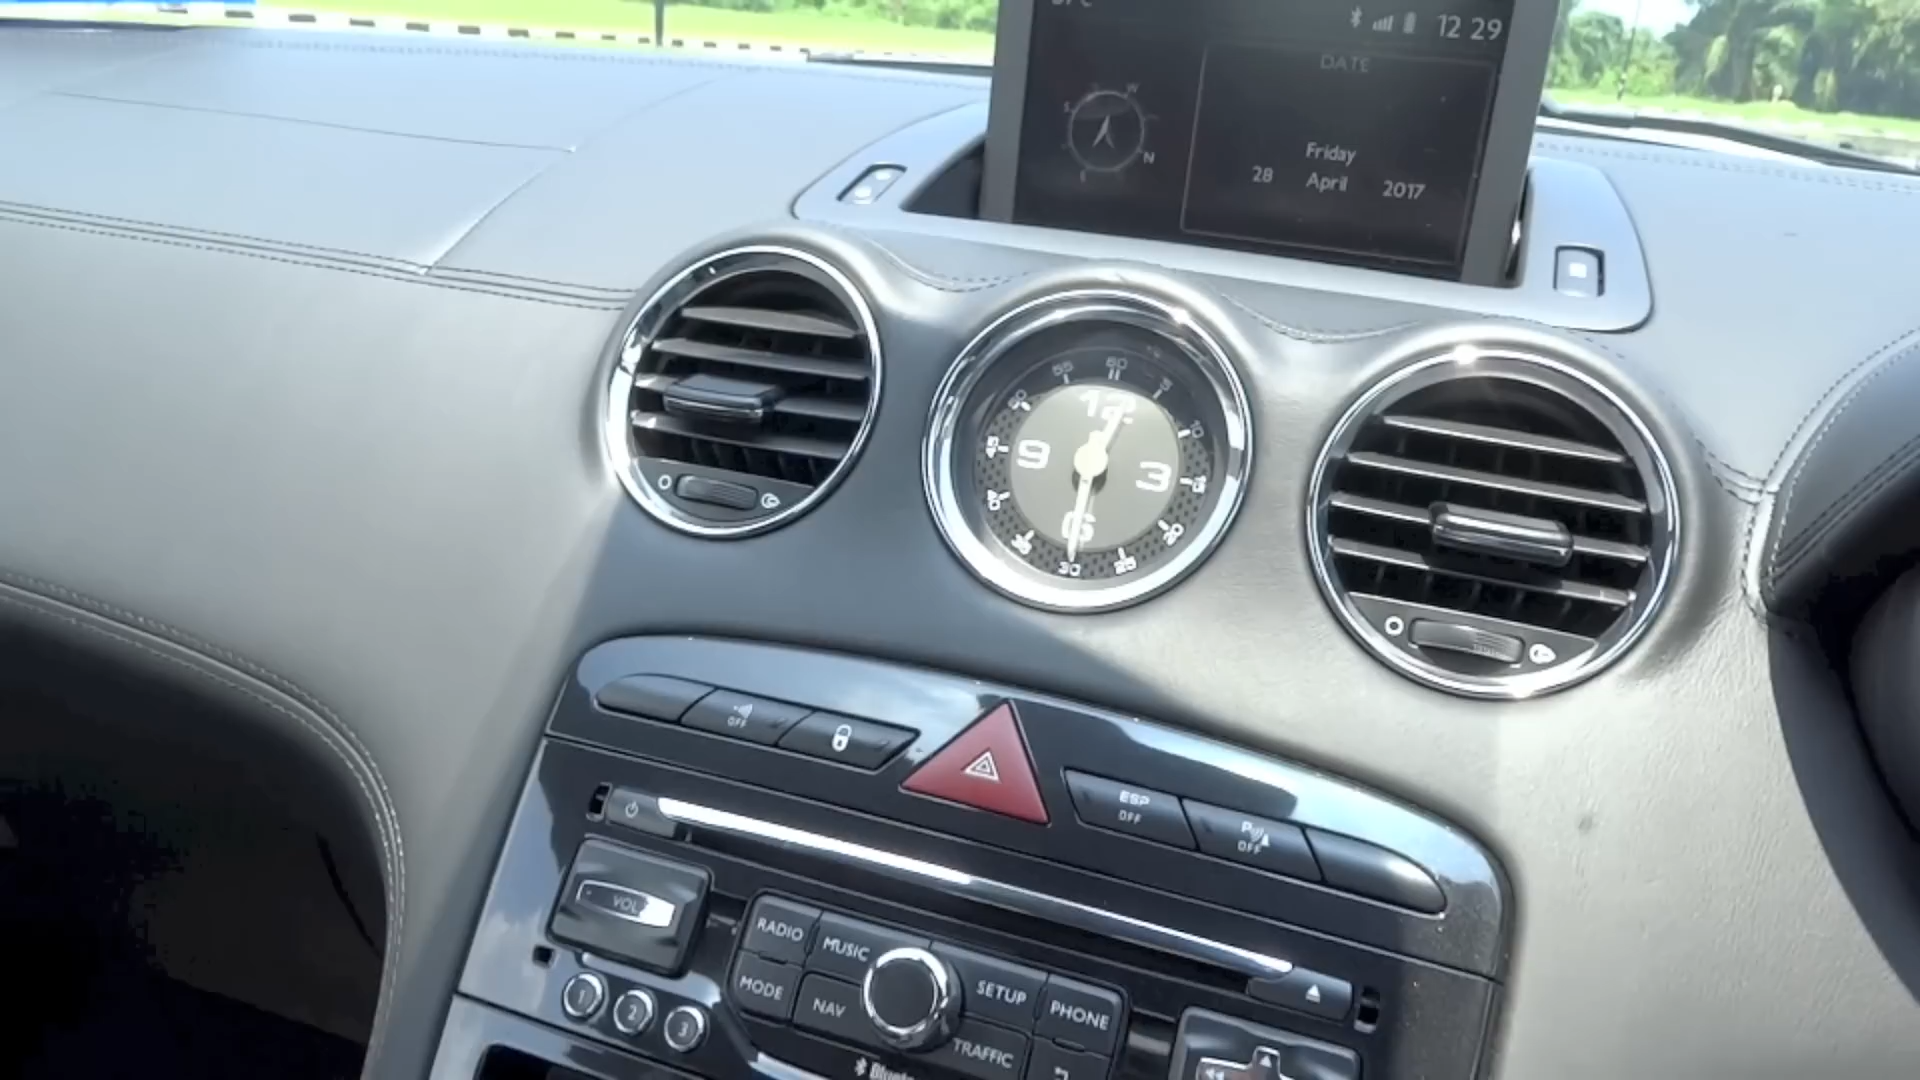 12 29
DATE
W
S
N
Friday
28 April 2017
55 60 5
50 12 10
45 9 3 15
40 6 20
35 30 25
OFF
ESP
OFF
P
OFF
VOL
RADIO MUSIC SETUP PHONE
MODE NAV TRAFFIC
1 2 3